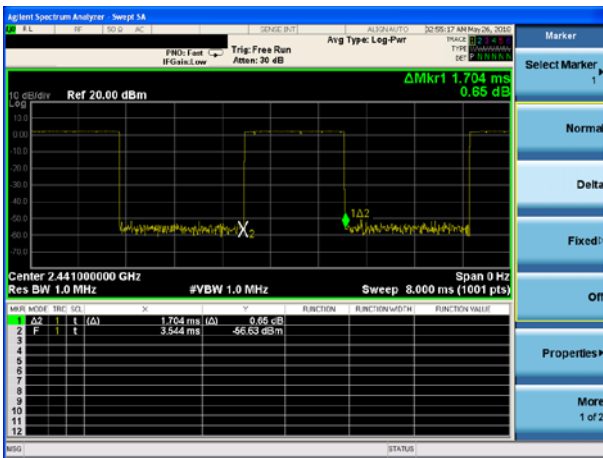 Agilent Spectrum Analyzer - Swept SA
RL RF 50 Ω AC SENSE:INT ALIGNAUTO 02:55:17 AM May 26, 2010
Avg Type: Log-Pwr TRACE 1 2 3 4 5 6
PNO: Fast Trig: Free Run TYPE
IFGain:Low Atten: 30 dB DET P N N N N N
ΔMkr1 1.704 ms
0.65 dB
10 dB/div Ref 20.00 dBm
Log
10.0
0.00
-10.0
-20.0
-30.0
-40.0
-50.0
-60.0
-70.0
X2
1Δ2
Center 2.441000000 GHz Span 0 Hz
Res BW 1.0 MHz #VBW 1.0 MHz Sweep 8.000 ms (1001 pts)
MKR MODE TRC SCL X Y FUNCTION FUNCTION WIDTH FUNCTION VALUE
1 Δ2 1 t (Δ) 1.704 ms (Δ) 0.65 dB
2 F 1 t 3.544 ms -56.63 dBm
3
4
5
6
7
8
9
10
11
12
MSG STATUS
Marker
Select Marker
1
Normal
Delta
Fixed
Off
Properties
More
1 of 2